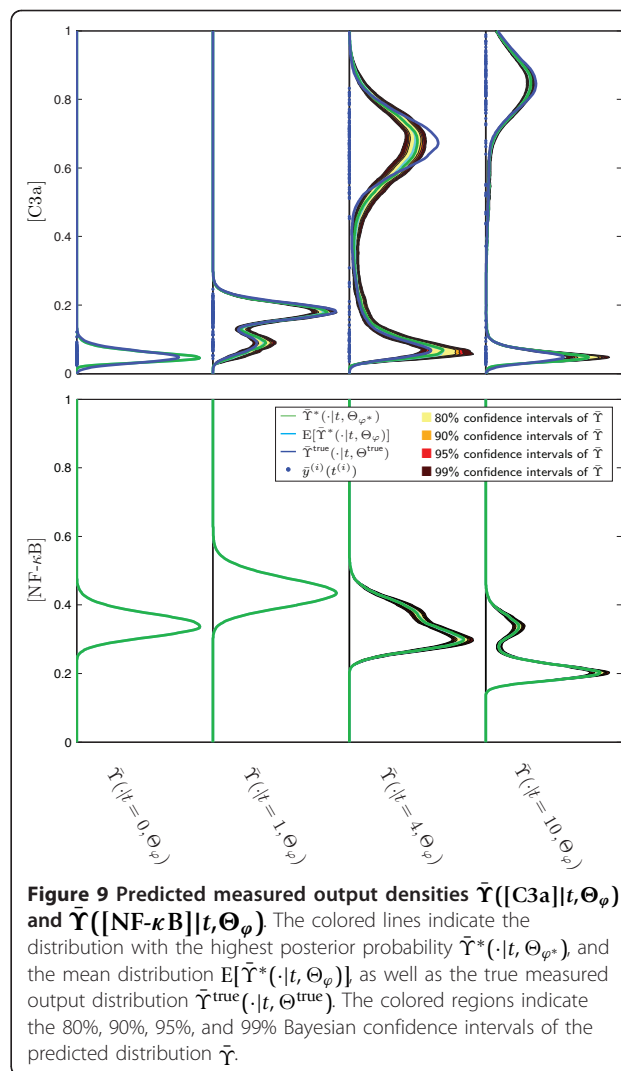 1
0.8
0.6
0.4
0.2
0
[C3a]
1
0.8
0.6
0.4
0.2
0
[NF-κB]
Ῡ*(·|t, Θφ*)
E[Ῡ*(·|t, Θφ)]
Ῡtrue(·|t, Θtrue)
ȳ(i)(t(i))
80% confidence intervals of Ῡ
90% confidence intervals of Ῡ
95% confidence intervals of Ῡ
99% confidence intervals of Ῡ
Ῡ(·|t = 0, Θφ)
Ῡ(·|t = 1, Θφ)
Ῡ(·|t = 4, Θφ)
Ῡ(·|t = 10, Θφ)
Figure 9 Predicted measured output densities Ῡ([C3a]|t,Θφ)
and Ῡ([NF-κB]|t,Θφ). The colored lines indicate the
distribution with the highest posterior probability Ῡ*(·|t, Θφ*), and
the mean distribution E[Ῡ*(·|t, Θφ)], as well as the true measured
output distribution Ῡtrue(·|t, Θtrue). The colored regions indicate
the 80%, 90%, 95%, and 99% Bayesian confidence intervals of the
predicted distribution Ῡ.